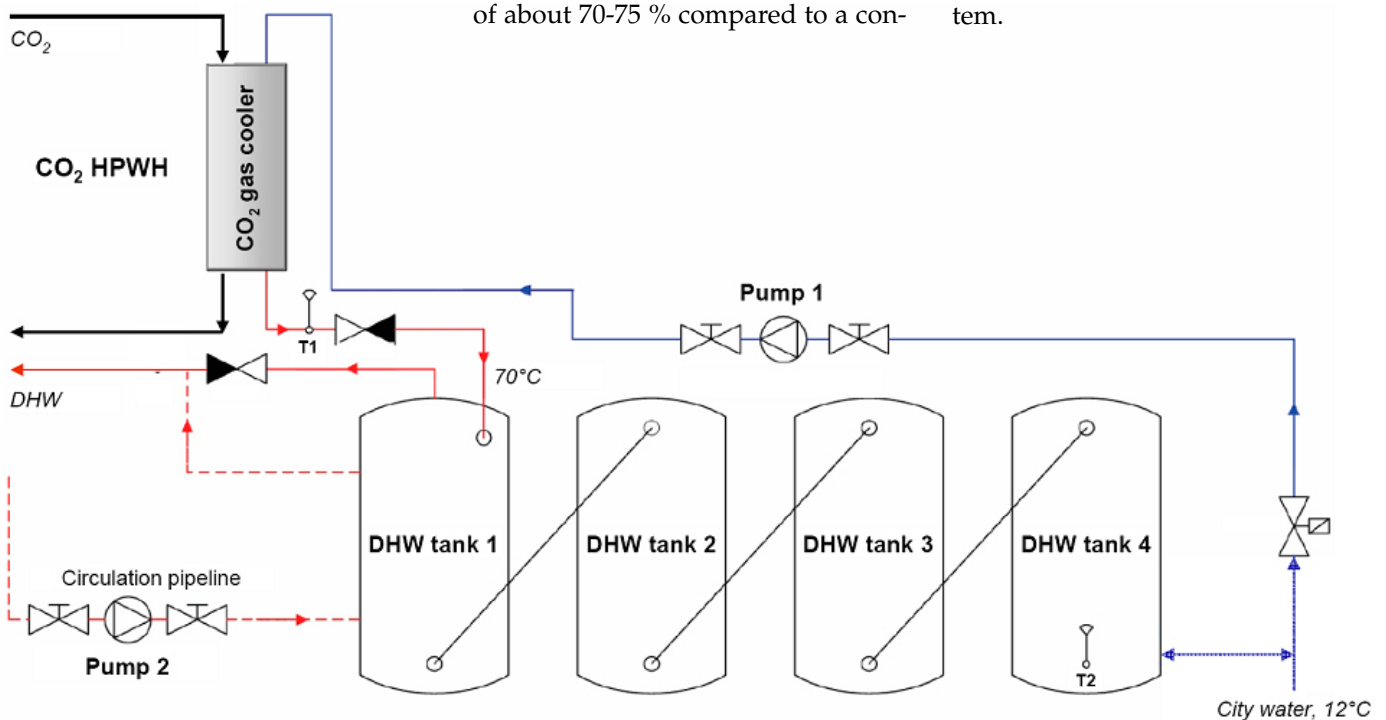 of about 70-75 % compared to a con-
tem.
CO2
CO2 gas cooler
CO2 HPWH
Pump 1
T1
70°C
DHW
DHW tank 1
DHW tank 2
DHW tank 3
DHW tank 4
Circulation pipeline
Pump 2
T2
City water, 12°C